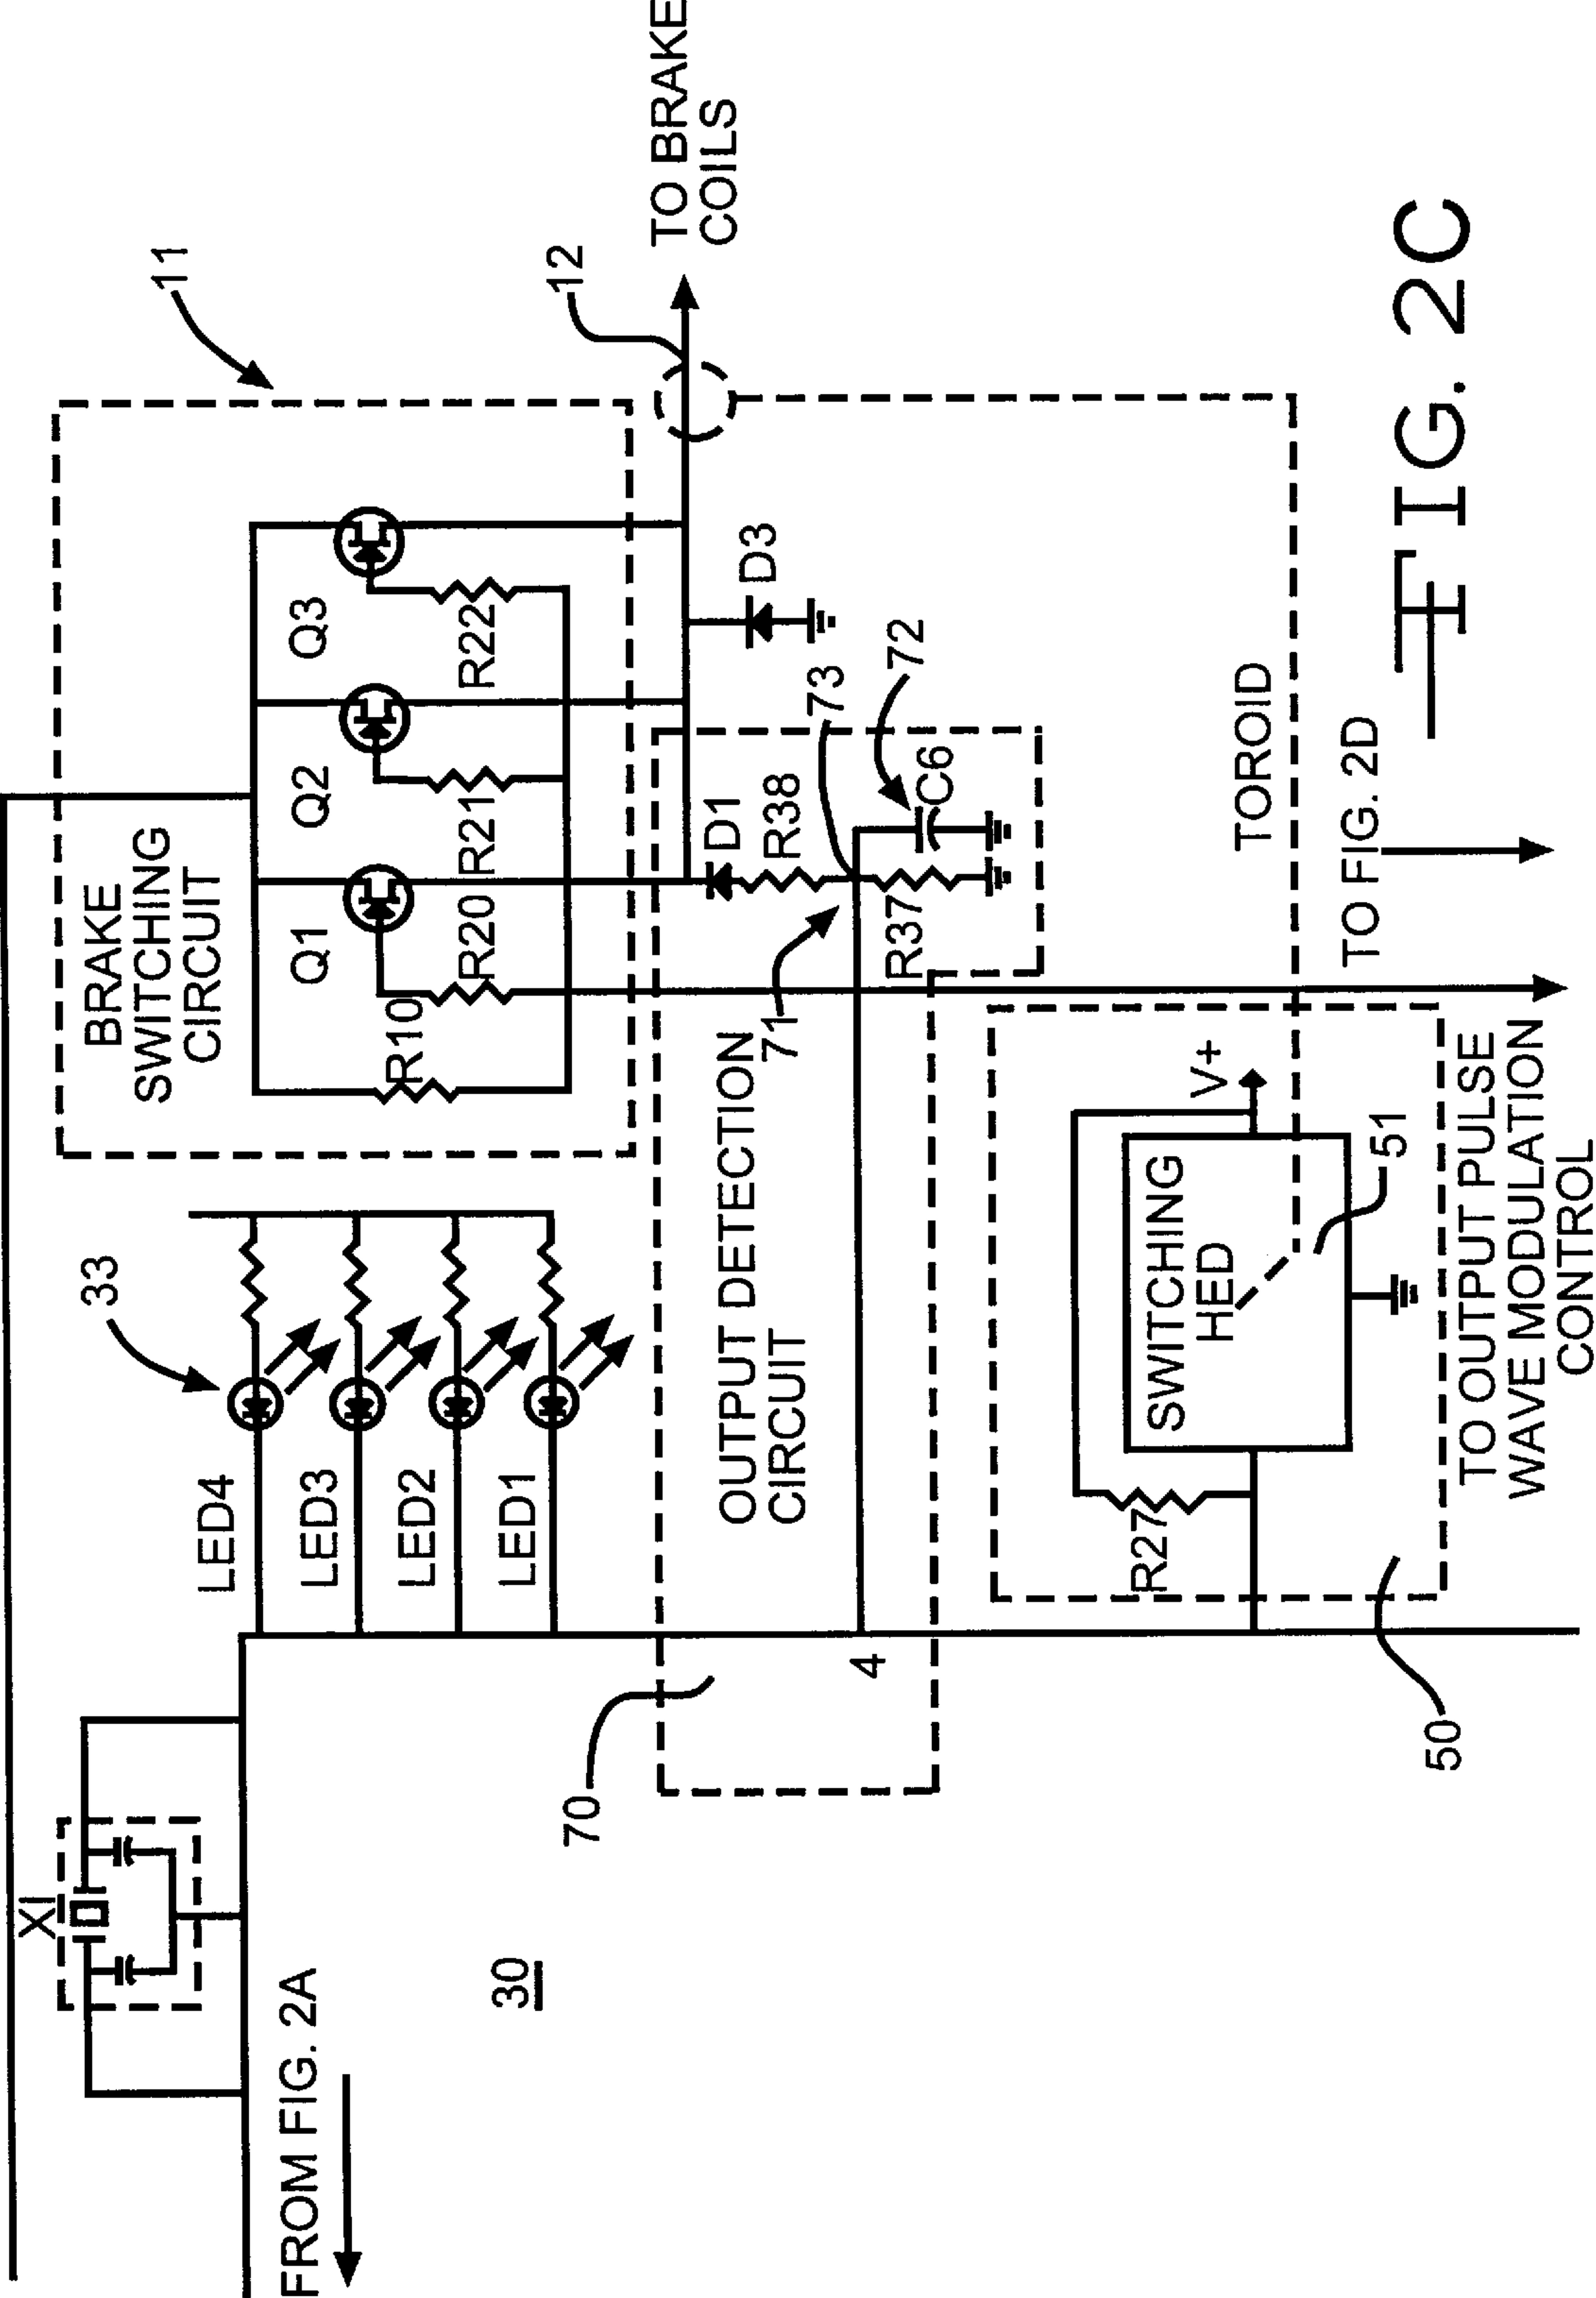 XI
FROM FIG. 2A
30
33
LED4
LED3
LED2
LED1
BRAKE
SWITCHING
CIRCUIT
11
Q1
Q2
Q3
R10
R20
R21
R22
12
TO BRAKE
COILS
D3
D1
R38
73
72
C6
R37
71
OUTPUT DETECTION
CIRCUIT
70
4
TOROID
V+
SWITCHING
HED
51
R27
50
TO OUTPUT PULSE
WAVE MODULATION
CONTROL
TO FIG. 2D
FIG. 2C